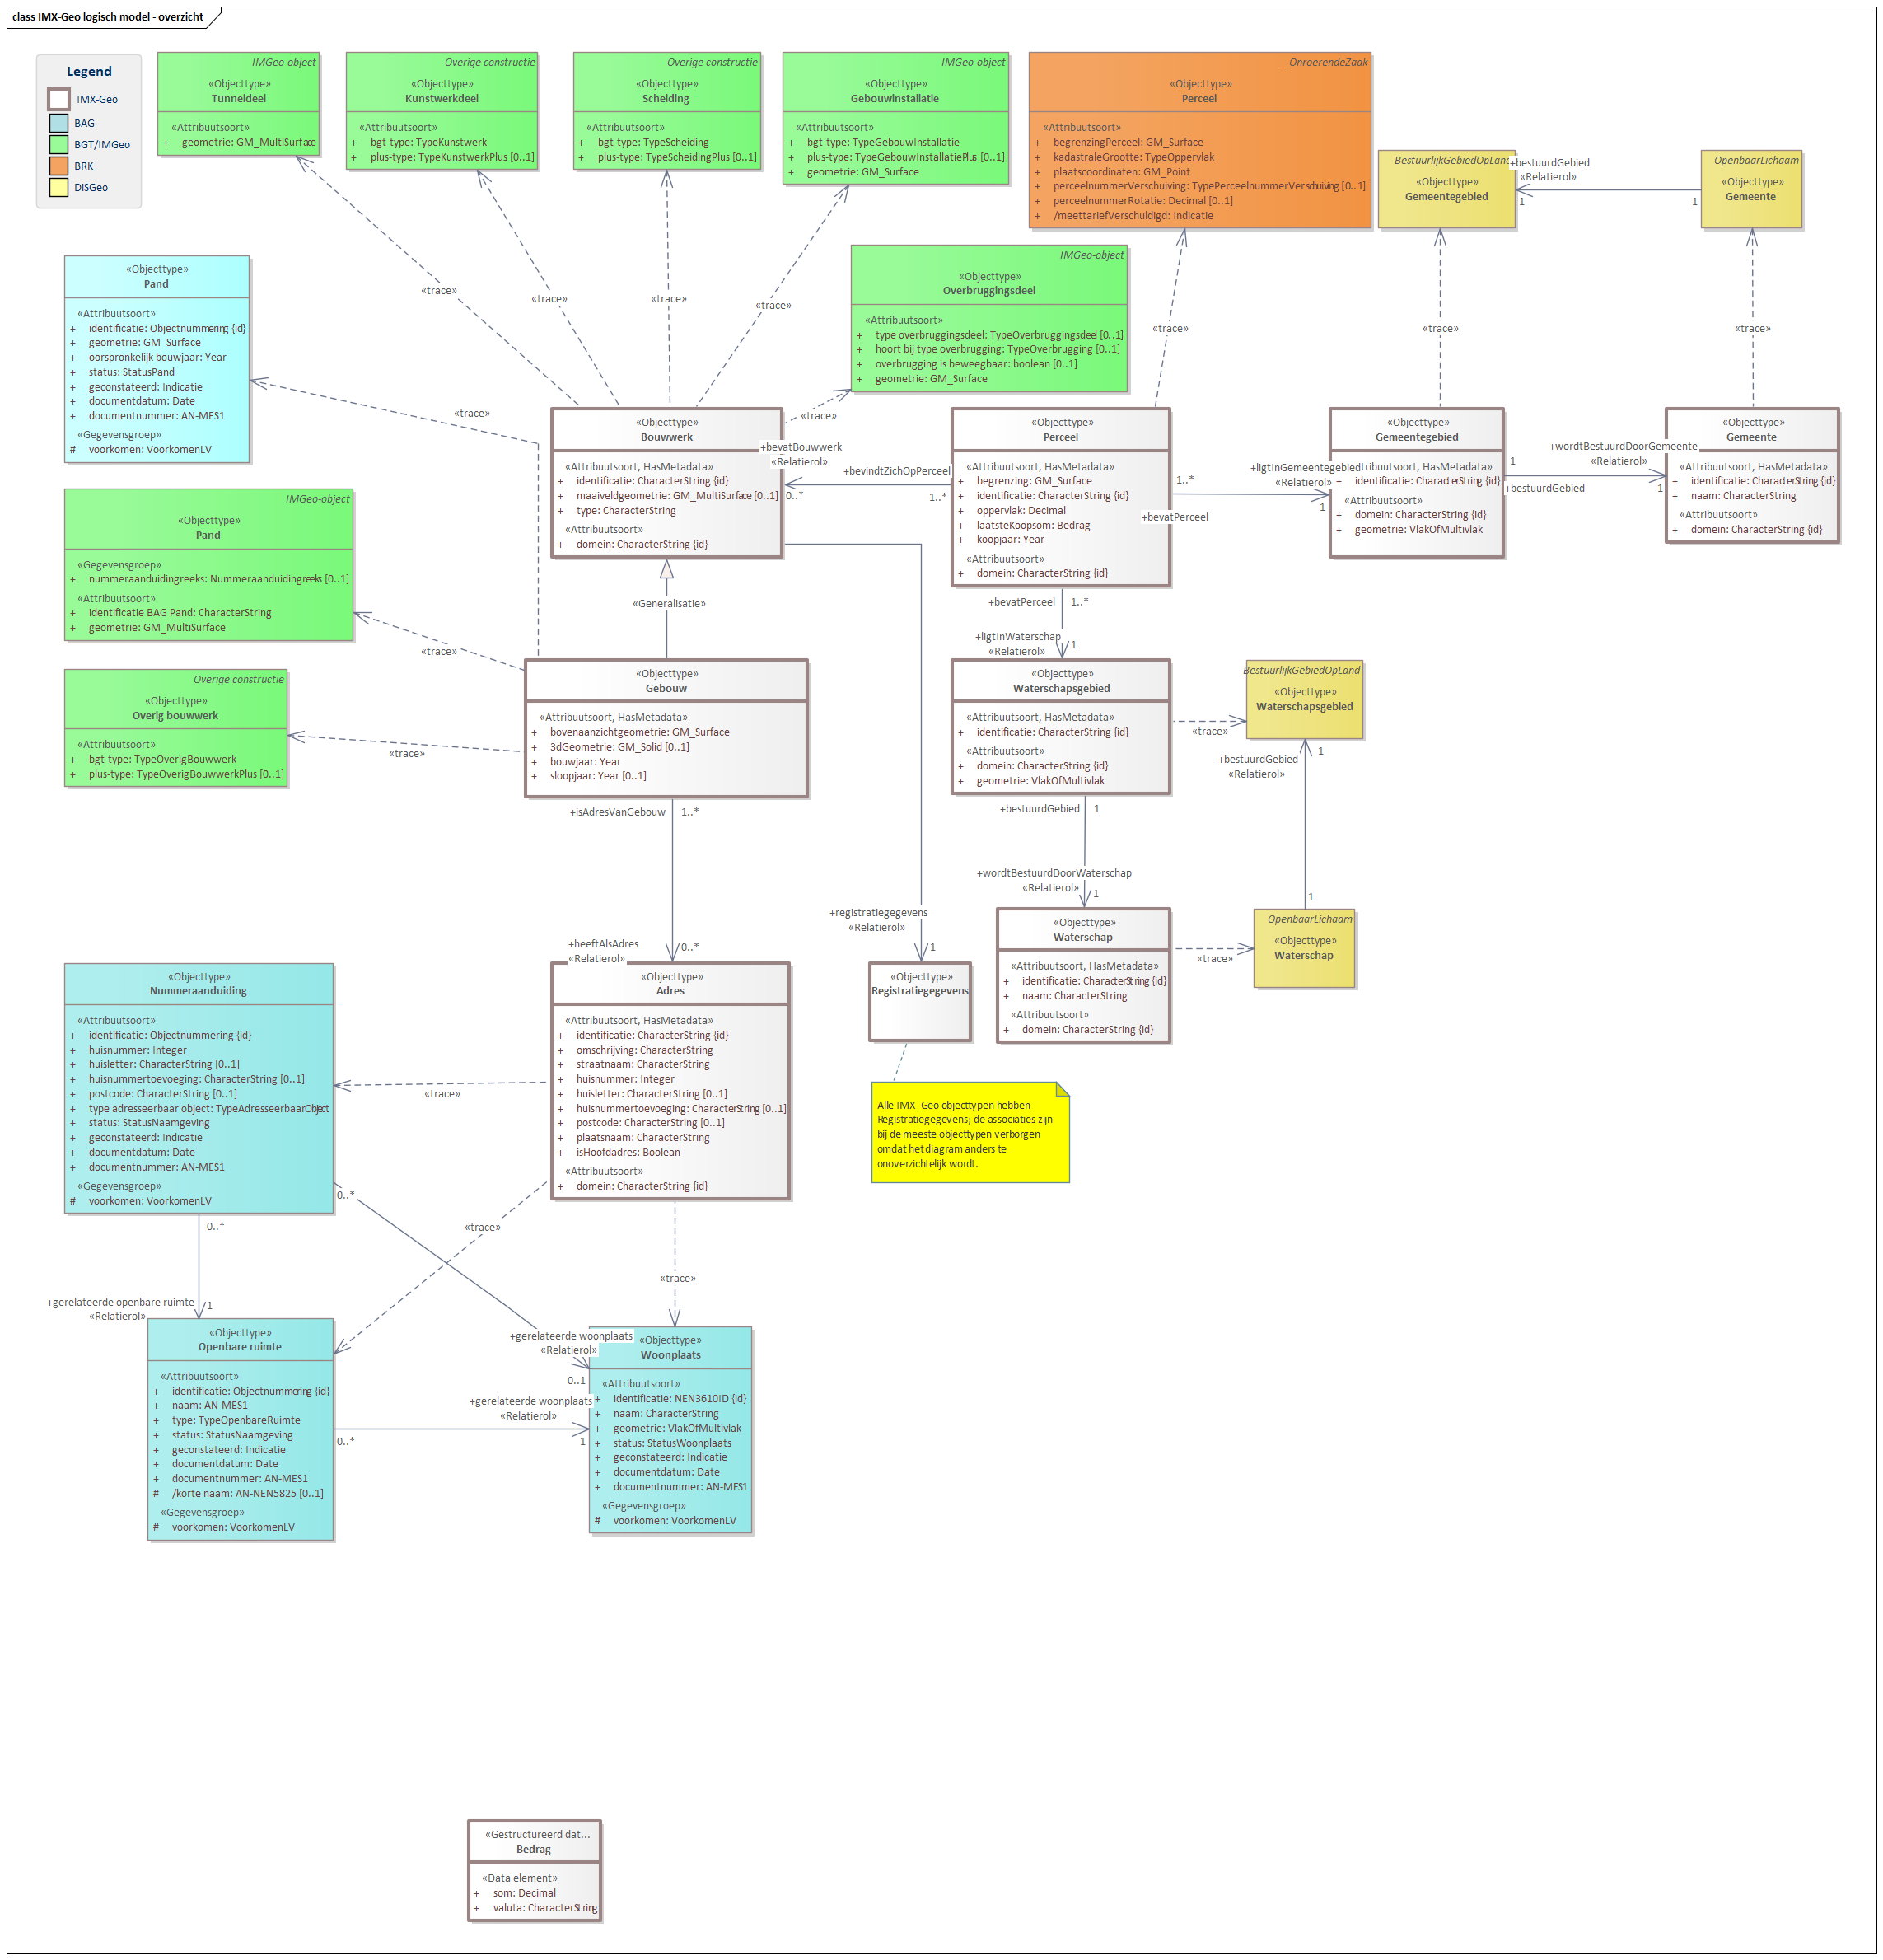 class IMX-Geo logisch model - overzicht
Legend
IMX-Geo
BAG
BGT/IMGeo
BRK
DiSGeo
IMGeo-object
«Objecttype»
Tunneldeel
«Attribuutsoort»
+ geometrie: GM_MultiSurface
Overige constructie
«Objecttype»
Kunstwerkdeel
«Attribuutsoort»
+ bgt-type: TypeKunstwerk
+ plus-type: TypeKunstwerkPlus [0..1]
Overige constructie
«Objecttype»
Scheiding
«Attribuutsoort»
+ bgt-type: TypeScheiding
+ plus-type: TypeScheidingPlus [0..1]
IMGeo-object
«Objecttype»
Gebouwinstallatie
«Attribuutsoort»
+ bgt-type: TypeGebouwInstallatie
+ plus-type: TypeGebouwInstallatiePlus [0..1]
+ geometrie: GM_Surface
_OnroerendeZaak
«Objecttype»
Perceel
«Attribuutsoort»
+ begrenzingPerceel: GM_Surface
+ kadastraleGrootte: TypeOppervlak
+ plaatscoordinaten: GM_Point
+ perceelnummerVerschuiving: TypePerceelnummerVerschuiving [0..1]
+ perceelnummerRotatie: Decimal [0..1]
+ /meettariefVerschuldigd: Indicatie
BestuurlijkGebiedOpLand
«Objecttype»
Gemeentegebied
+bestuurdGebied
«Relatierol»
1
1
OpenbaarLichaam
«Objecttype»
Gemeente
«Objecttype»
Pand
«Attribuutsoort»
+ identificatie: Objectnummering {id}
+ geometrie: GM_Surface
+ oorspronkelijk bouwjaar: Year
+ status: StatusPand
+ geconstateerd: Indicatie
+ documentdatum: Date
+ documentnummer: AN-MES1
«Gegevensgroep»
# voorkomen: VoorkomenLV
IMGeo-object
«Objecttype»
Overbruggingsdeel
«Attribuutsoort»
+ type overbruggingsdeel: TypeOverbruggingsdeel [0..1]
+ hoort bij type overbrugging: TypeOverbrugging [0..1]
+ overbrugging is beweegbaar: boolean [0..1]
+ geometrie: GM_Surface
«trace»
«trace»
«trace»
«trace»
«trace»
«trace»
«trace»
«trace»
«trace»
«Objecttype»
Bouwwerk
«Attribuutsoort, HasMetadata»
+ identificatie: CharacterString {id}
+ maaiveldgeometrie: GM_MultiSurface [0..1]
+ type: CharacterString
«Attribuutsoort»
+ domein: CharacterString {id}
+bevatBouwwerk
«Relatierol»
0..*
+bevindtZichOpPerceel
1..*
«Objecttype»
Perceel
«Attribuutsoort, HasMetadata»
+ begrenzing: GM_Surface
+ identificatie: CharacterString {id}
+ oppervlak: Decimal
+ laatsteKoopsom: Bedrag
+ koopjaar: Year
«Attribuutsoort»
+ domein: CharacterString {id}
1..*
+bevatPerceel
+ligtInGemeentegebied
«Relatierol»
1
«Objecttype»
Gemeentegebied
ttribuutsoort, HasMetadata»
+ identificatie: CharacterString {id}
«Attribuutsoort»
+ domein: CharacterString {id}
+ geometrie: VlakOfMultivlak
1
+bestuurdGebied
+wordtBestuurdDoorGemeente
«Relatierol»
1
«Objecttype»
Gemeente
«Attribuutsoort, HasMetadata»
+ identificatie: CharacterString {id}
+ naam: CharacterString
«Attribuutsoort»
+ domein: CharacterString {id}
IMGeo-object
«Objecttype»
Pand
«Gegevensgroep»
+ nummeraanduidingreeks: Nummeraanduidingreeks [0..1]
«Attribuutsoort»
+ identificatie BAG Pand: CharacterString
+ geometrie: GM_MultiSurface
«trace»
«Generalisatie»
Overige constructie
«Objecttype»
Overig bouwwerk
«Attribuutsoort»
+ bgt-type: TypeOverigBouwwerk
+ plus-type: TypeOverigBouwwerkPlus [0..1]
«trace»
«Objecttype»
Gebouw
«Attribuutsoort, HasMetadata»
+ bovenaanzichtgeometrie: GM_Surface
+ 3dGeometrie: GM_Solid [0..1]
+ bouwjaar: Year
+ sloopjaar: Year [0..1]
+bevatPerceel
1..*
+ligtInWaterschap
«Relatierol»
1
«Objecttype»
Waterschapsgebied
«Attribuutsoort, HasMetadata»
+ identificatie: CharacterString {id}
«Attribuutsoort»
+ domein: CharacterString {id}
+ geometrie: VlakOfMultivlak
«trace»
BestuurlijkGebiedOpLand
«Objecttype»
Waterschapsgebied
+bestuurdGebied
«Relatierol»
1
1
+isAdresVanGebouw
1..*
+heeftAlsAdres
«Relatierol»
0..*
+registratiegegevens
«Relatierol»
1
+bestuurdGebied
1
+wordtBestuurdDoorWaterschap
«Relatierol»
1
«Objecttype»
Waterschap
«Attribuutsoort, HasMetadata»
+ identificatie: CharacterString {id}
+ naam: CharacterString
«Attribuutsoort»
+ domein: CharacterString {id}
«trace»
OpenbaarLichaam
«Objecttype»
Waterschap
«Objecttype»
Nummeraanduiding
«Attribuutsoort»
+ identificatie: Objectnummering {id}
+ huisnummer: Integer
+ huisletter: CharacterString [0..1]
+ huisnummertoevoeging: CharacterString [0..1]
+ postcode: CharacterString [0..1]
+ type adresseerbaar object: TypeAdresseerbaarObject
+ status: StatusNaamgeving
+ geconstateerd: Indicatie
+ documentdatum: Date
+ documentnummer: AN-MES1
«Gegevensgroep»
# voorkomen: VoorkomenLV
«trace»
«Objecttype»
Adres
«Attribuutsoort, HasMetadata»
+ identificatie: CharacterString {id}
+ omschrijving: CharacterString
+ straatnaam: CharacterString
+ huisnummer: Integer
+ huisletter: CharacterString [0..1]
+ huisnummertoevoeging: CharacterString [0..1]
+ postcode: CharacterString [0..1]
+ plaatsnaam: CharacterString
+ isHoofdadres: Boolean
«Attribuutsoort»
+ domein: CharacterString {id}
«Objecttype»
Registratiegegevens
Alle IMX_Geo objecttypen hebben
Registratiegegevens; de associaties zijn
bij de meeste objecttypen verborgen
omdat het diagram anders te
onoverzichtelijk wordt.
0..*
0..*
«trace»
«trace»
+gerelateerde openbare ruimte
«Relatierol»
1
+gerelateerde woonplaats
«Relatierol»
0..1
«Objecttype»
Openbare ruimte
«Attribuutsoort»
+ identificatie: Objectnummering {id}
+ naam: AN-MES1
+ type: TypeOpenbareRuimte
+ status: StatusNaamgeving
+ geconstateerd: Indicatie
+ documentdatum: Date
+ documentnummer: AN-MES1
# /korte naam: AN-NEN5825 [0..1]
«Gegevensgroep»
# voorkomen: VoorkomenLV
0..*
+gerelateerde woonplaats
«Relatierol»
1
«Objecttype»
Woonplaats
«Attribuutsoort»
+ identificatie: NEN3610ID {id}
+ naam: CharacterString
+ geometrie: VlakOfMultivlak
+ status: StatusWoonplaats
+ geconstateerd: Indicatie
+ documentdatum: Date
+ documentnummer: AN-MES1
«Gegevensgroep»
# voorkomen: VoorkomenLV
«Gestructureerd dat...
Bedrag
«Data element»
+ som: Decimal
+ valuta: CharacterString